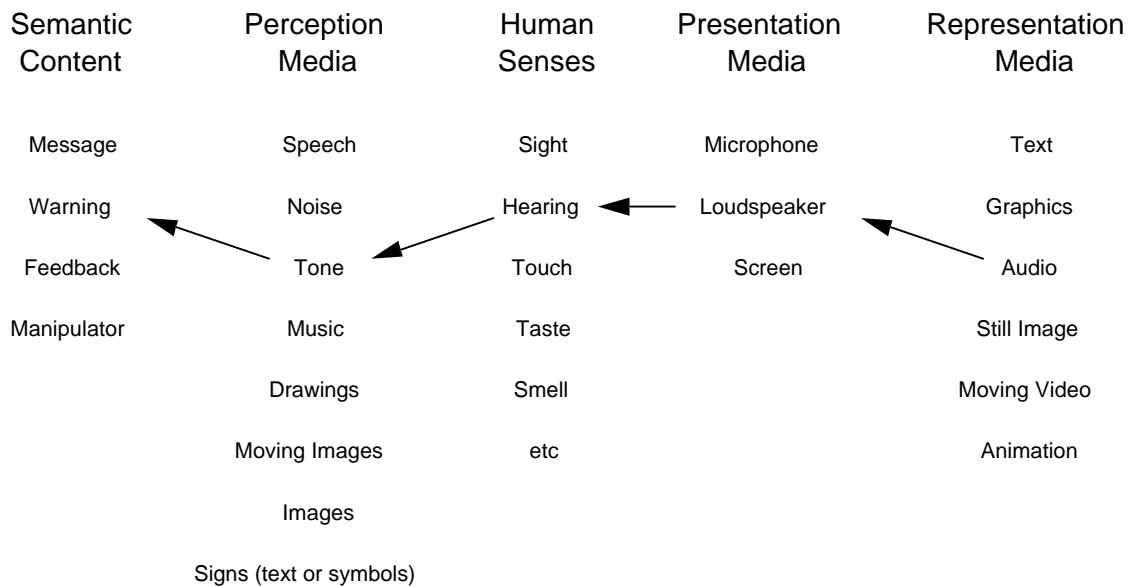 Semantic Content
Perception Media
Human Senses
Presentation Media
Representation Media
Message Speech Sight Microphone Text
Warning Noise Hearing Loudspeaker Graphics
Feedback Tone Touch Screen Audio
Manipulator Music Taste Still Image
Drawings Smell Moving Video
Moving Images etc Animation
Images
Signs (text or symbols)